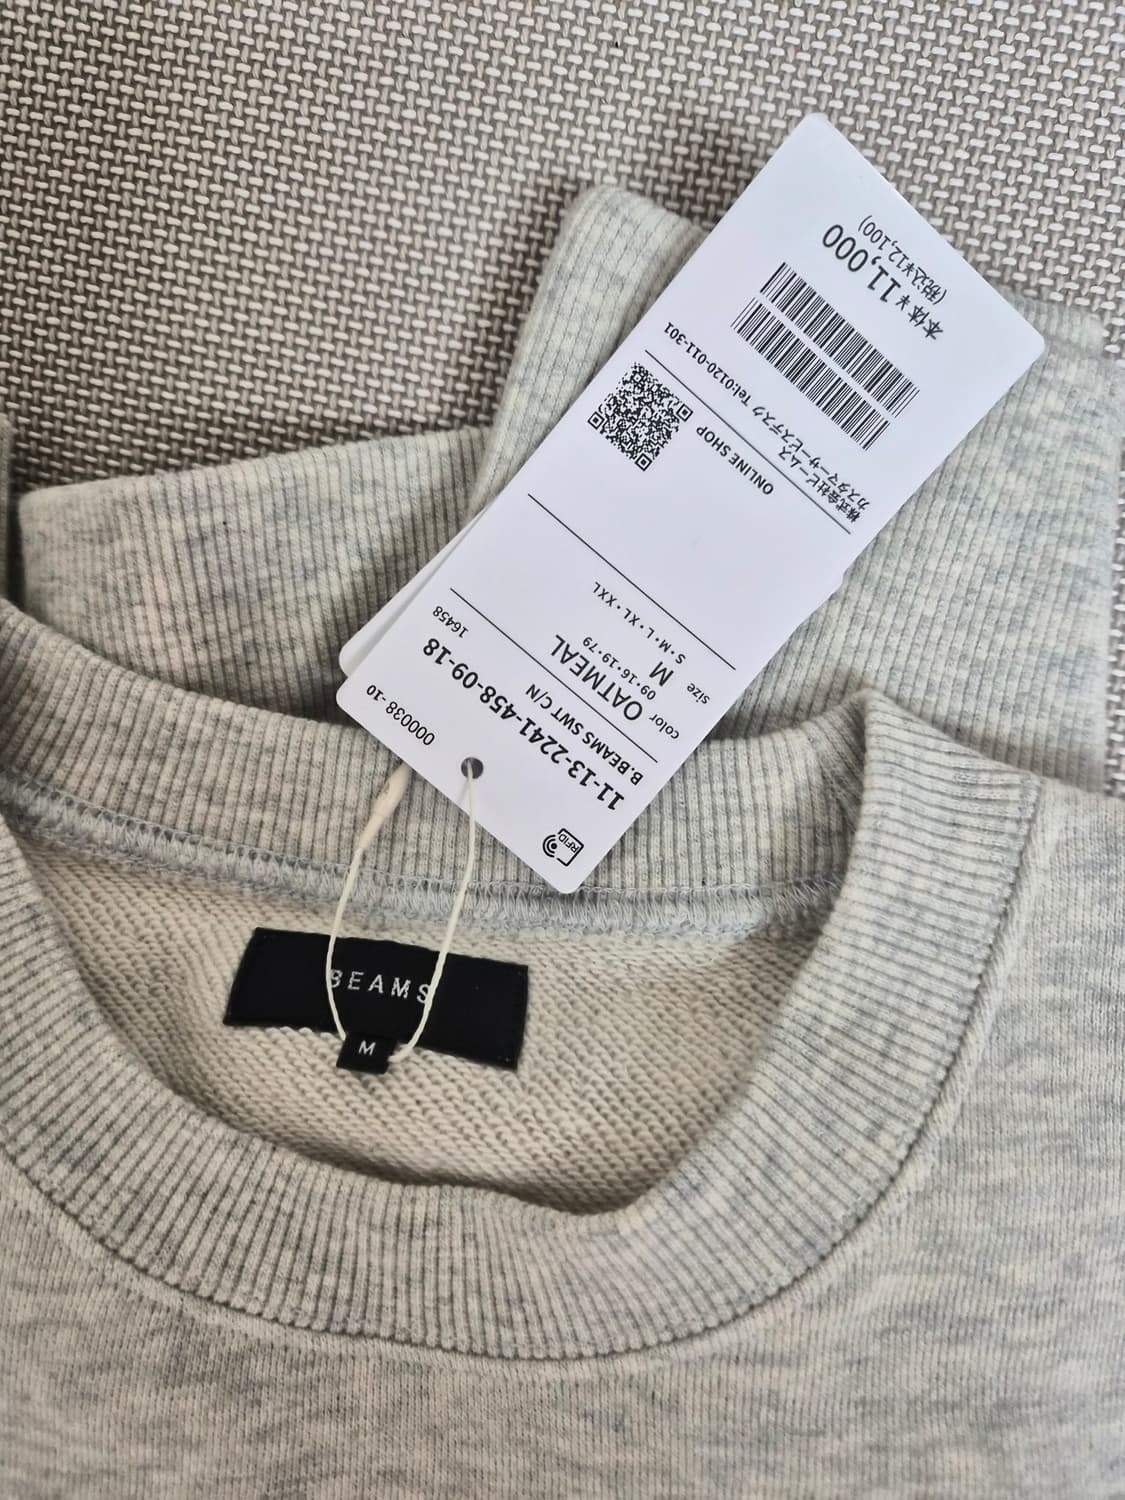 RFID
000038-10
11-13-2241-458-09-18
B.BEAMS SWT C/N
16458
color OATMEAL
09・16・19・79
size M
S・M・L・XL・XXL
ONLINE SHOP
株式会社ビームス
カスタマーサービスデスク Tel:0120-011-301
本体¥11,000
(税込¥12,100)
BEAMS
M